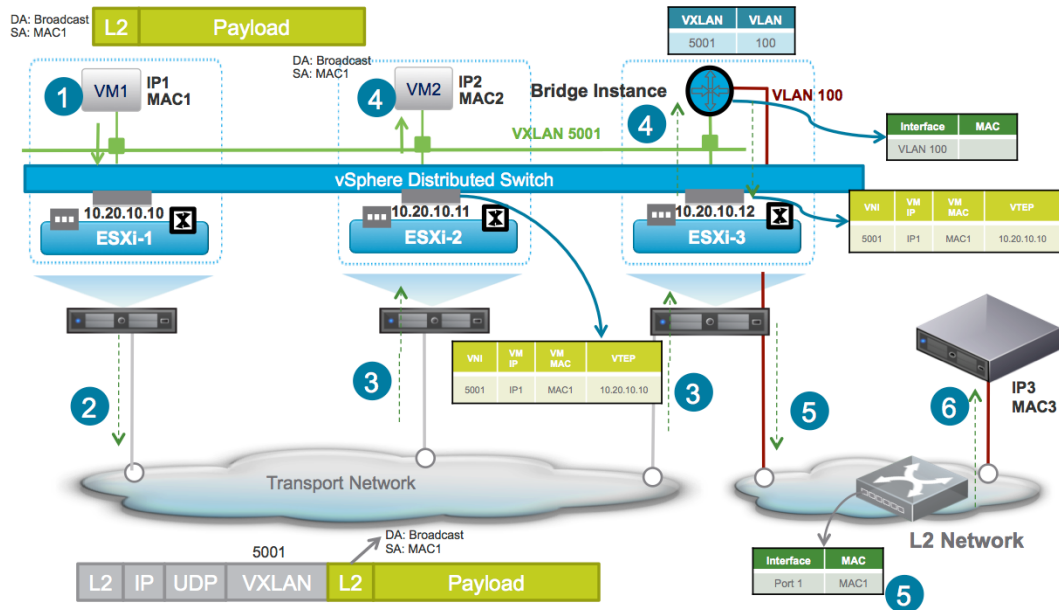 DA: Broadcast
SA: MAC1
L2 Payload
VXLAN VLAN
5001 100
1
VM1
IP1
MAC1
DA: Broadcast
SA: MAC1
4
VM2
IP2
MAC2
Bridge Instance
4
VLAN 100
VXLAN 5001
Interface MAC
VLAN 100
vSphere Distributed Switch
10.20.10.10
ESXi-1
10.20.10.11
ESXi-2
10.20.10.12
ESXi-3
VNI VM IP VM MAC VTEP
5001 IP1 MAC1 10.20.10.10
VNI VM IP VM MAC VTEP
5001 IP1 MAC1 10.20.10.10
2
3
3
5
6
IP3
MAC3
Transport Network
L2 Network
DA: Broadcast
SA: MAC1
5001
L2 IP UDP VXLAN L2 Payload
Interface MAC
Port 1 MAC1
5